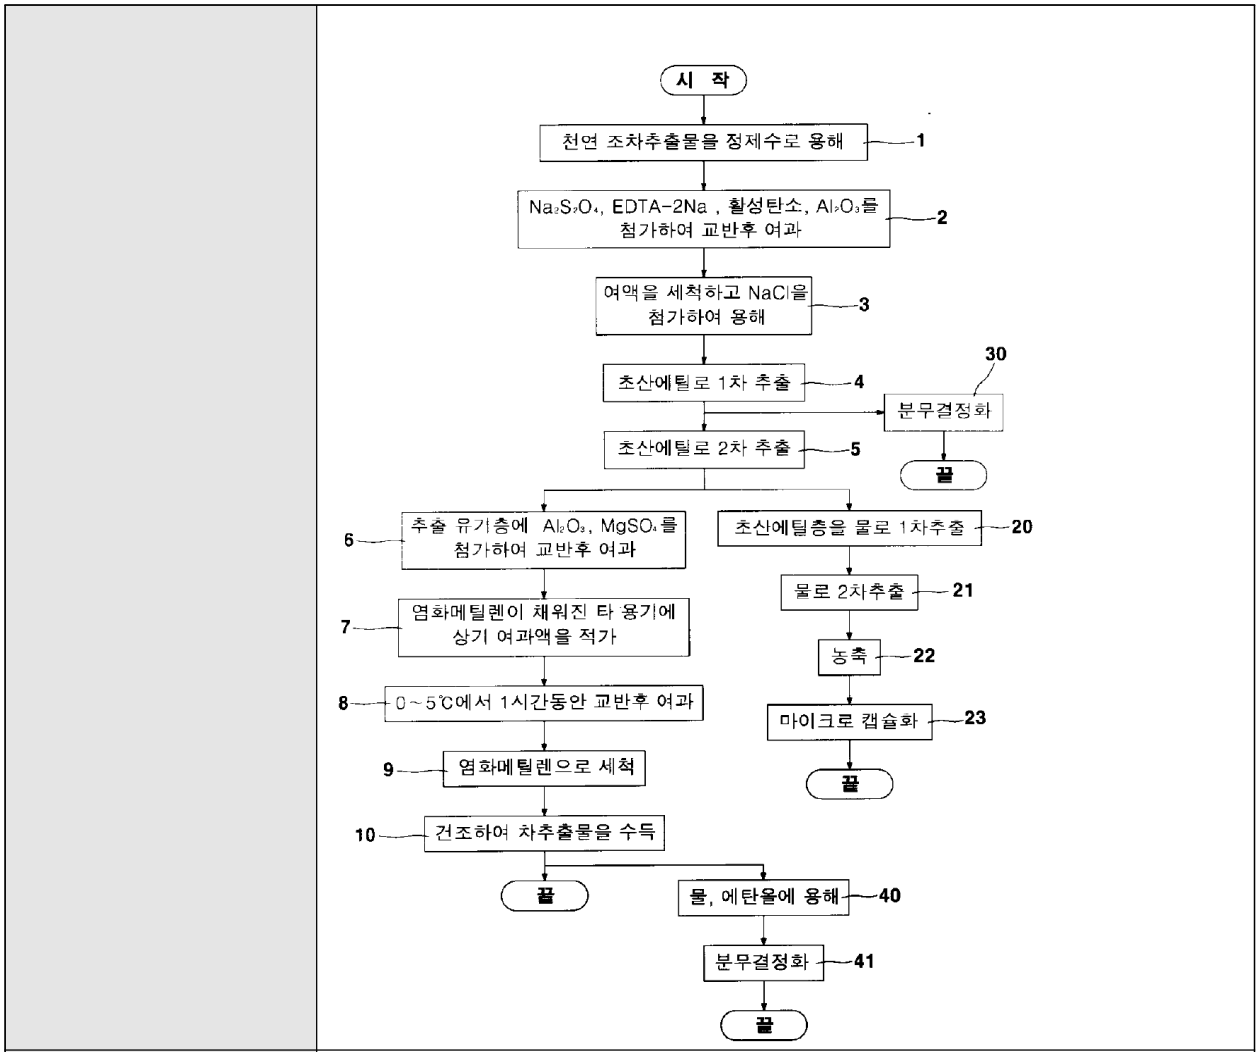 시 작
천연 조차추출물을 정제수로 용해
1
Na₂S₂O₄, EDTA-2Na , 활성탄소, Al₂O₃를
첨가하여 교반후 여과
2
여액을 세척하고 NaCl을
첨가하여 용해
3
초산에틸로 1차 추출
4
30
분무결정화
끝
초산에틸로 2차 추출
5
6
추출 유기층에 Al₂O₃, MgSO₄를
첨가하여 교반후 여과
초산에틸층을 물로 1차추출
20
물로 2차추출
21
7
염화메틸렌이 채워진 타 용기에
상기 여과액을 적가
농축
22
8
0~5℃에서 1시간동안 교반후 여과
마이크로 캡슐화
23
9
염화메틸렌으로 세척
끝
10
건조하여 차추출물을 수득
끝
물, 에탄올에 용해
40
분무결정화
41
끝